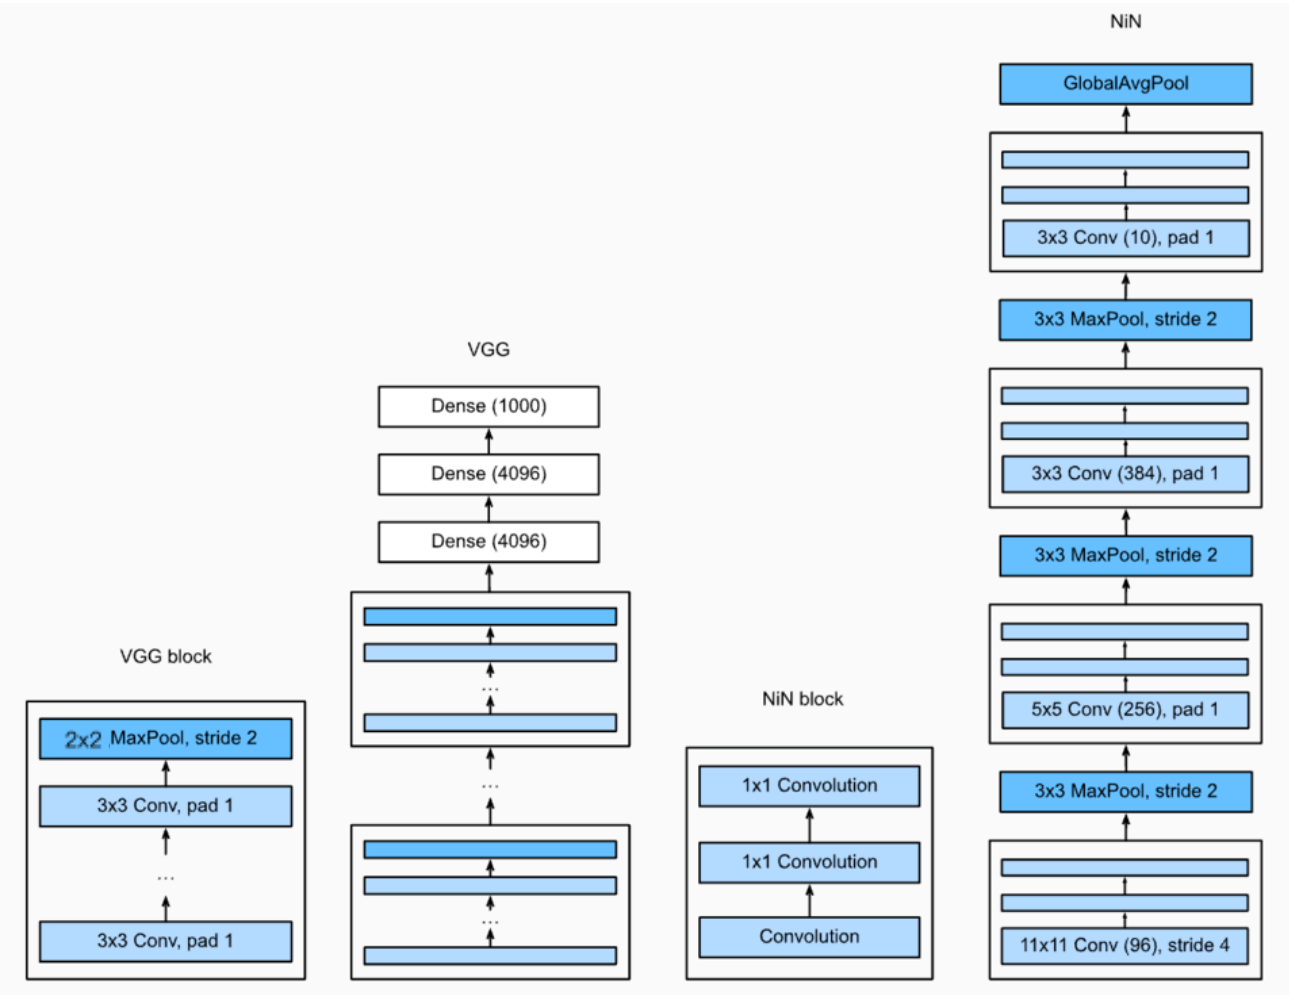 VGG block
2x2 MaxPool, stride 2
3x3 Conv, pad 1
...
3x3 Conv, pad 1
VGG
Dense (1000)
Dense (4096)
Dense (4096)
...
...
...
NiN block
1x1 Convolution
1x1 Convolution
Convolution
NiN
GlobalAvgPool
3x3 Conv (10), pad 1
3x3 MaxPool, stride 2
3x3 Conv (384), pad 1
3x3 MaxPool, stride 2
5x5 Conv (256), pad 1
3x3 MaxPool, stride 2
11x11 Conv (96), stride 4